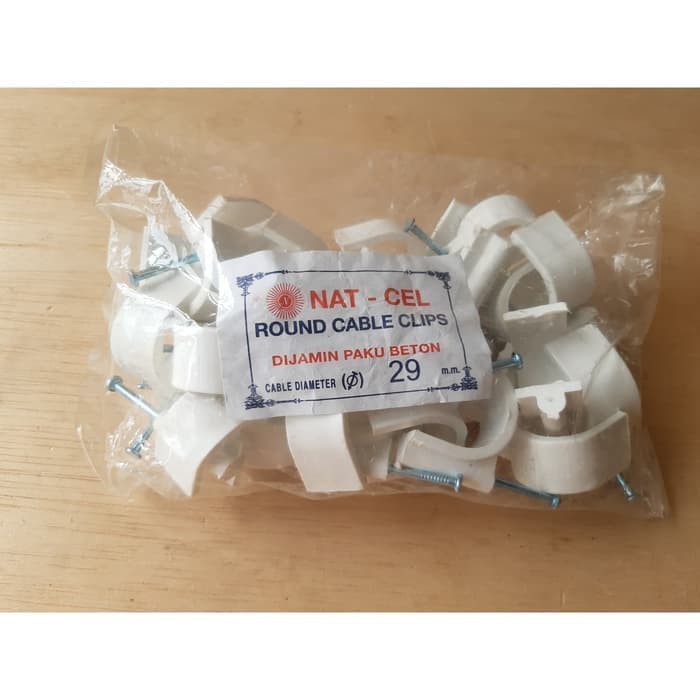 NAT - CEL
ROUND CABLE CLIPS
DIJAMIN PAKU BETON
CABLE DIAMETER (Ø) 29 m.m.